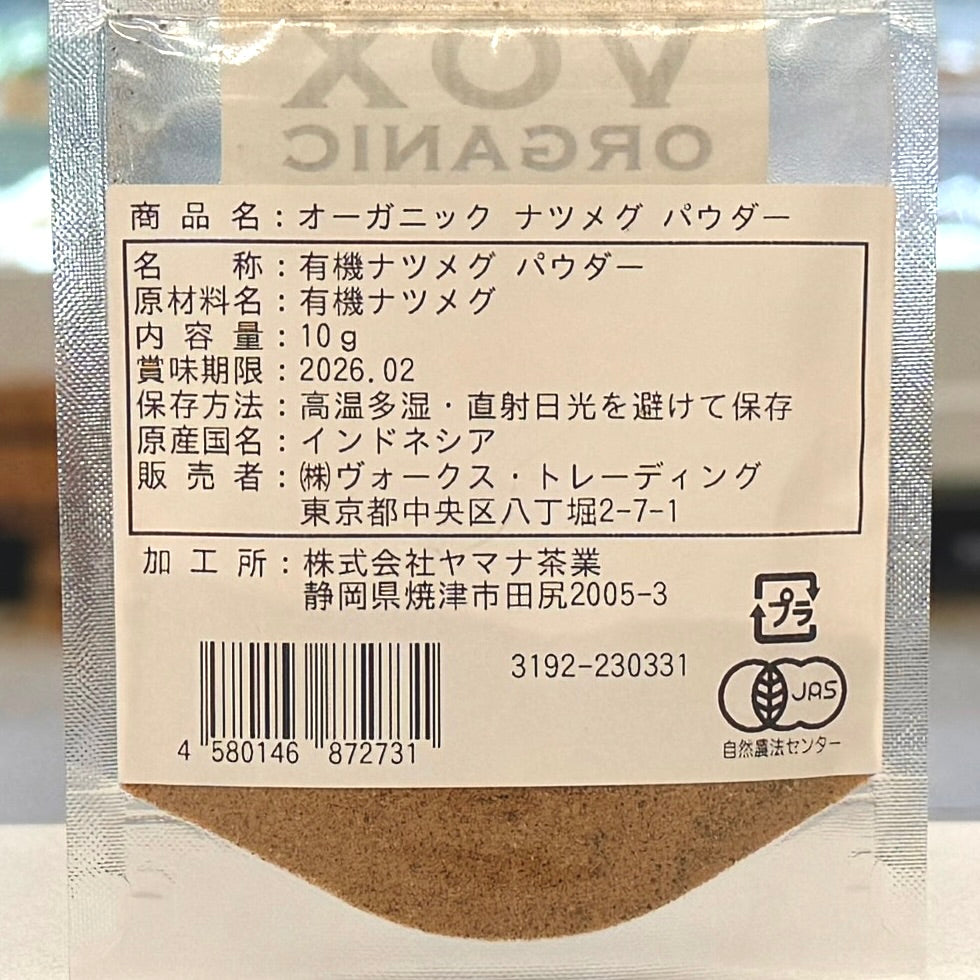 VOX
ORGANIC
商品名：オーガニック ナツメグ パウダー
名　　称：有機ナツメグ パウダー
原材料名：有機ナツメグ
内容量：10g
賞味期限：2026.02
保存方法：高温多湿・直射日光を避けて保存
原産国名：インドネシア
販売者：㈱ヴォークス・トレーディング
東京都中央区八丁堀2-7-1
加工所：株式会社ヤマナ茶業
静岡県焼津市田尻2005-3
プラ
3192-230331
JAS
自然農法センター
4 580146 872731